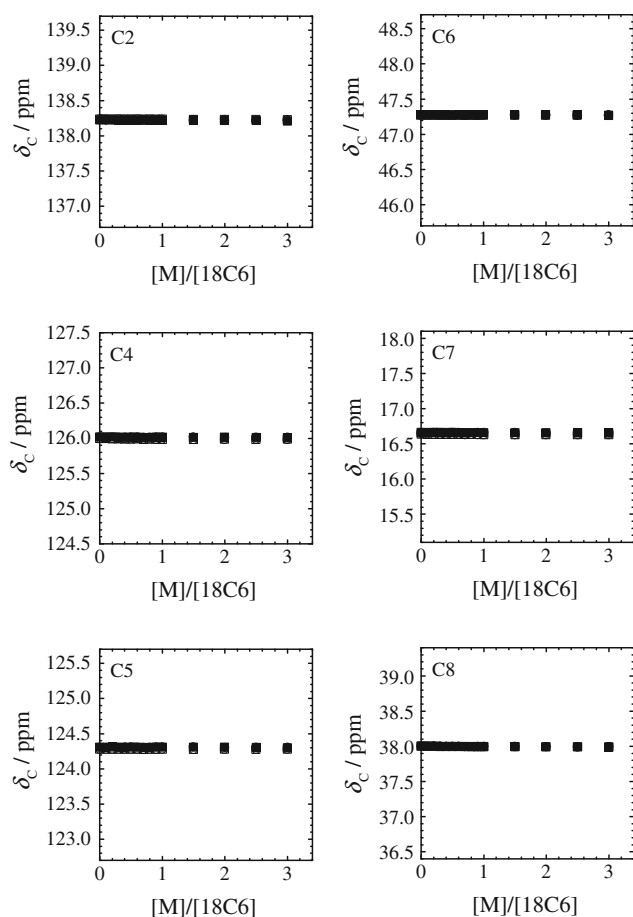 C2
139.5
139.0
138.5
138.0
137.5
137.0
δC / ppm
0 1 2 3
[M]/[18C6]
C6
48.5
48.0
47.5
47.0
46.5
46.0
δC / ppm
0 1 2 3
[M]/[18C6]
C4
127.5
127.0
126.5
126.0
125.5
125.0
124.5
δC / ppm
0 1 2 3
[M]/[18C6]
C7
18.0
17.5
17.0
16.5
16.0
15.5
δC / ppm
0 1 2 3
[M]/[18C6]
C5
125.5
125.0
124.5
124.0
123.5
123.0
δC / ppm
0 1 2 3
[M]/[18C6]
C8
39.0
38.5
38.0
37.5
37.0
36.5
δC / ppm
0 1 2 3
[M]/[18C6]